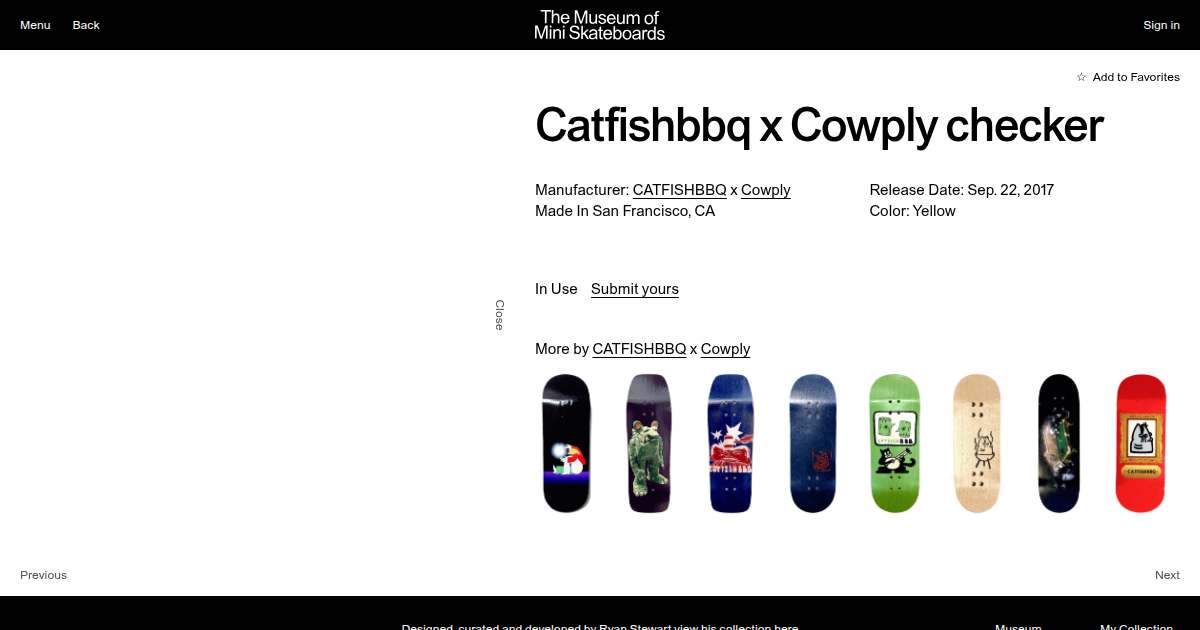 Menu
Back
The Museum of
Mini Skateboards
Sign in
☆ Add to Favorites
Catfishbbq x Cowply checker
Manufacturer: CATFISHBBQ x Cowply
Made In San Francisco, CA
Release Date: Sep. 22, 2017
Color: Yellow
In Use Submit yours
Close
More by CATFISHBBQ x Cowply
CATFISHBBQ
Previous
Next
Designed, curated and developed by Ryan Stewart view his collection here
Museum
My Collection